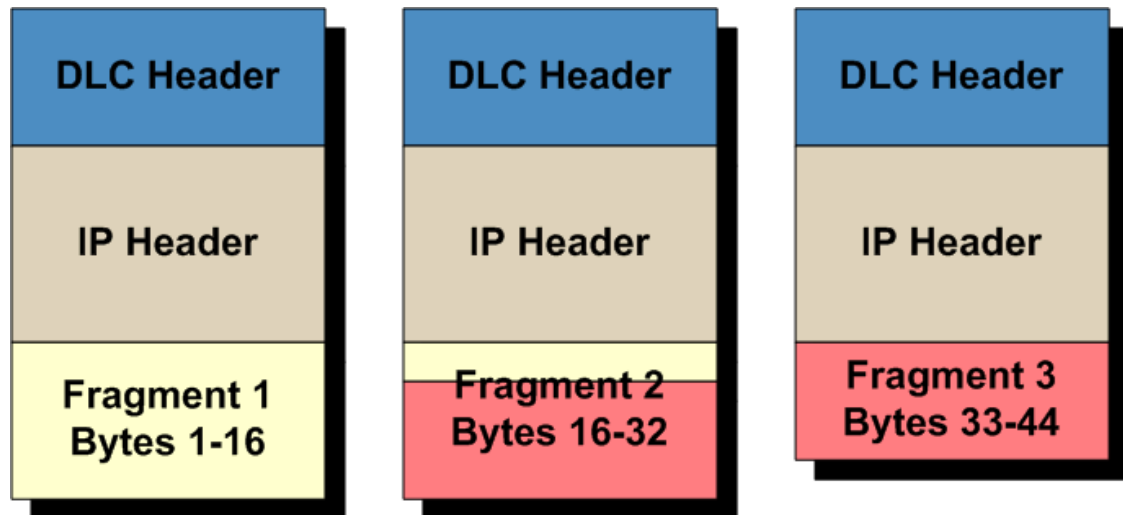 DLC Header
IP Header
Fragment 1
Bytes 1-16
DLC Header
IP Header
Fragment 2
Bytes 16-32
DLC Header
IP Header
Fragment 3
Bytes 33-44